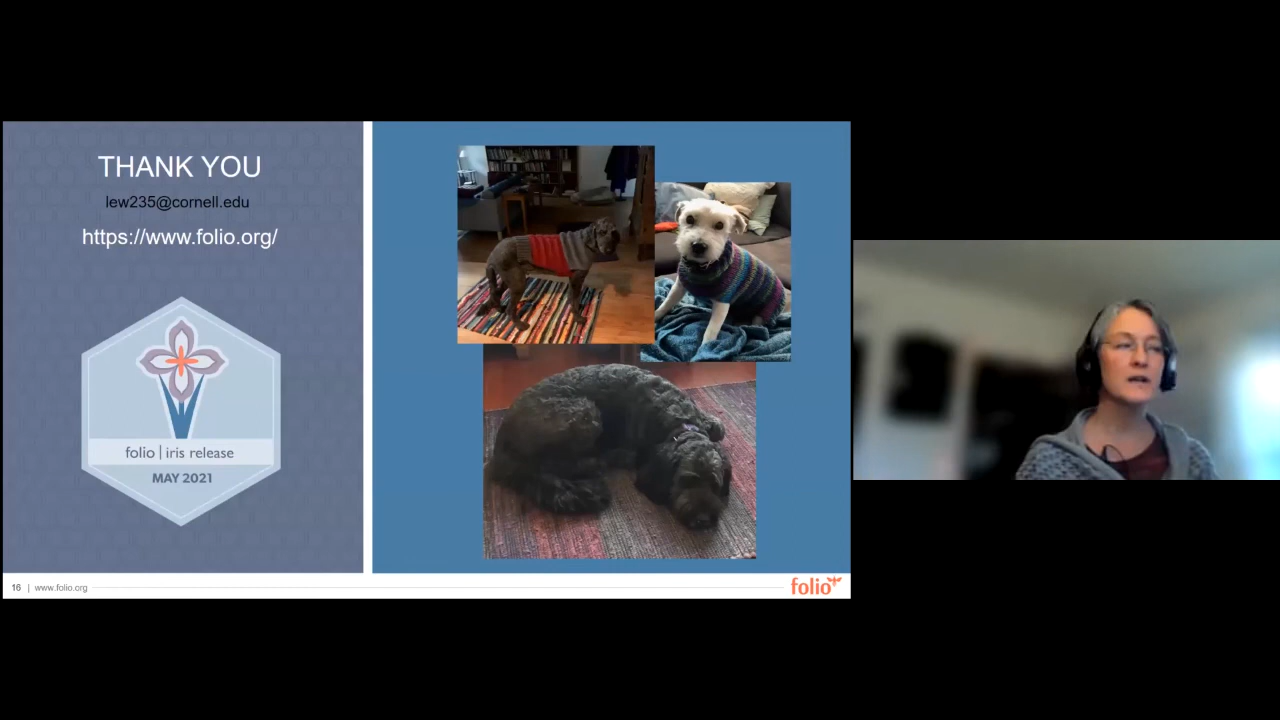 THANK YOU
lew235@cornell.edu
https://www.folio.org/
folio | iris release
MAY 2021
16 | www.folio.org
folio